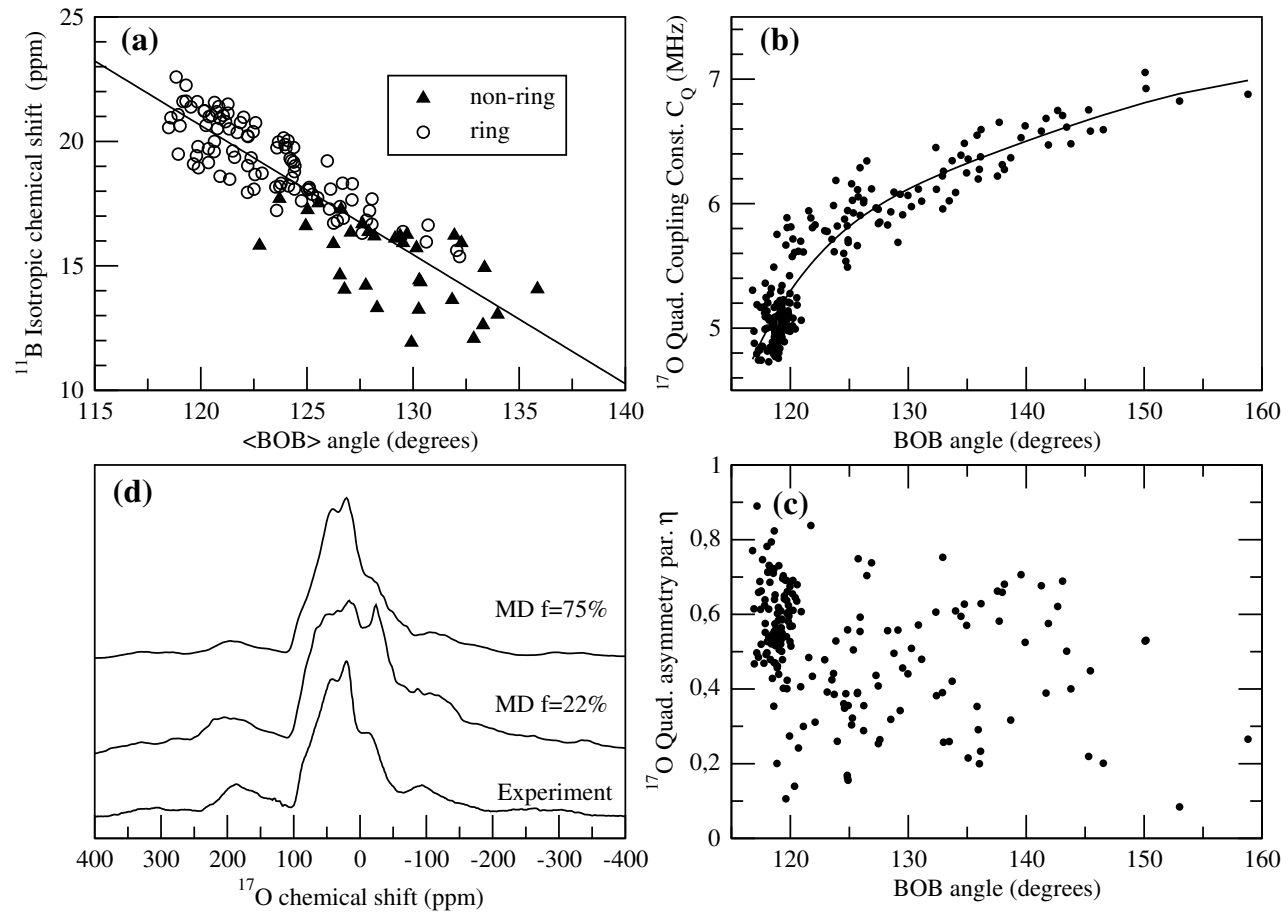 (a)
¹¹B Isotropic chemical shift (ppm)
25
20
15
10
non-ring
ring
115 120 125 130 135 140
<BOB> angle (degrees)
(b)
¹⁷O Quad. Coupling Const. C_Q (MHz)
7
6
5
120 130 140 150 160
BOB angle (degrees)
(d)
MD f=75%
MD f=22%
Experiment
400 300 200 100 0 -100 -200 -300 -400
¹⁷O chemical shift (ppm)
(c)
¹⁷O Quad. asymmetry par. η
1
0,8
0,6
0,4
0,2
0
120 130 140 150 160
BOB angle (degrees)